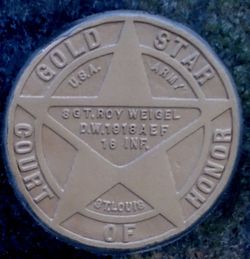 GOLD STAR
U.S.A. ARMY
SGT. ROY WEIGEL
D.W. 1918 A E F
16 INF.
ST. LOUIS
COURT OF HONOR